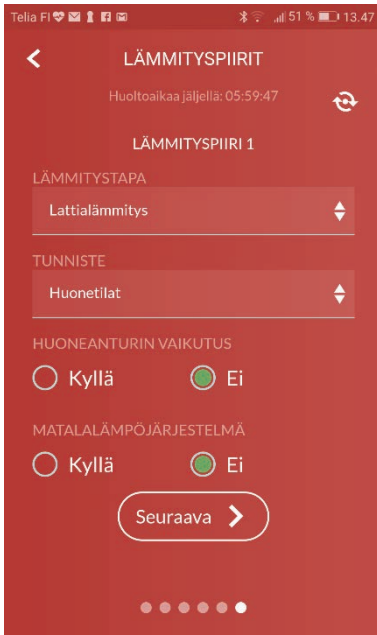 Telia FI 51 % 13.47
LÄMMITYSPIIRIT
Huoltoaikaa jäljellä: 05:59:47
LÄMMITYSPIIRI 1
LÄMMITYSTAPA
Lattialämmitys
TUNNISTE
Huonetilat
HUONEANTURIN VAIKUTUS
Kyllä Ei
MATALALÄMPÖJÄRJESTELMÄ
Kyllä Ei
Seuraava